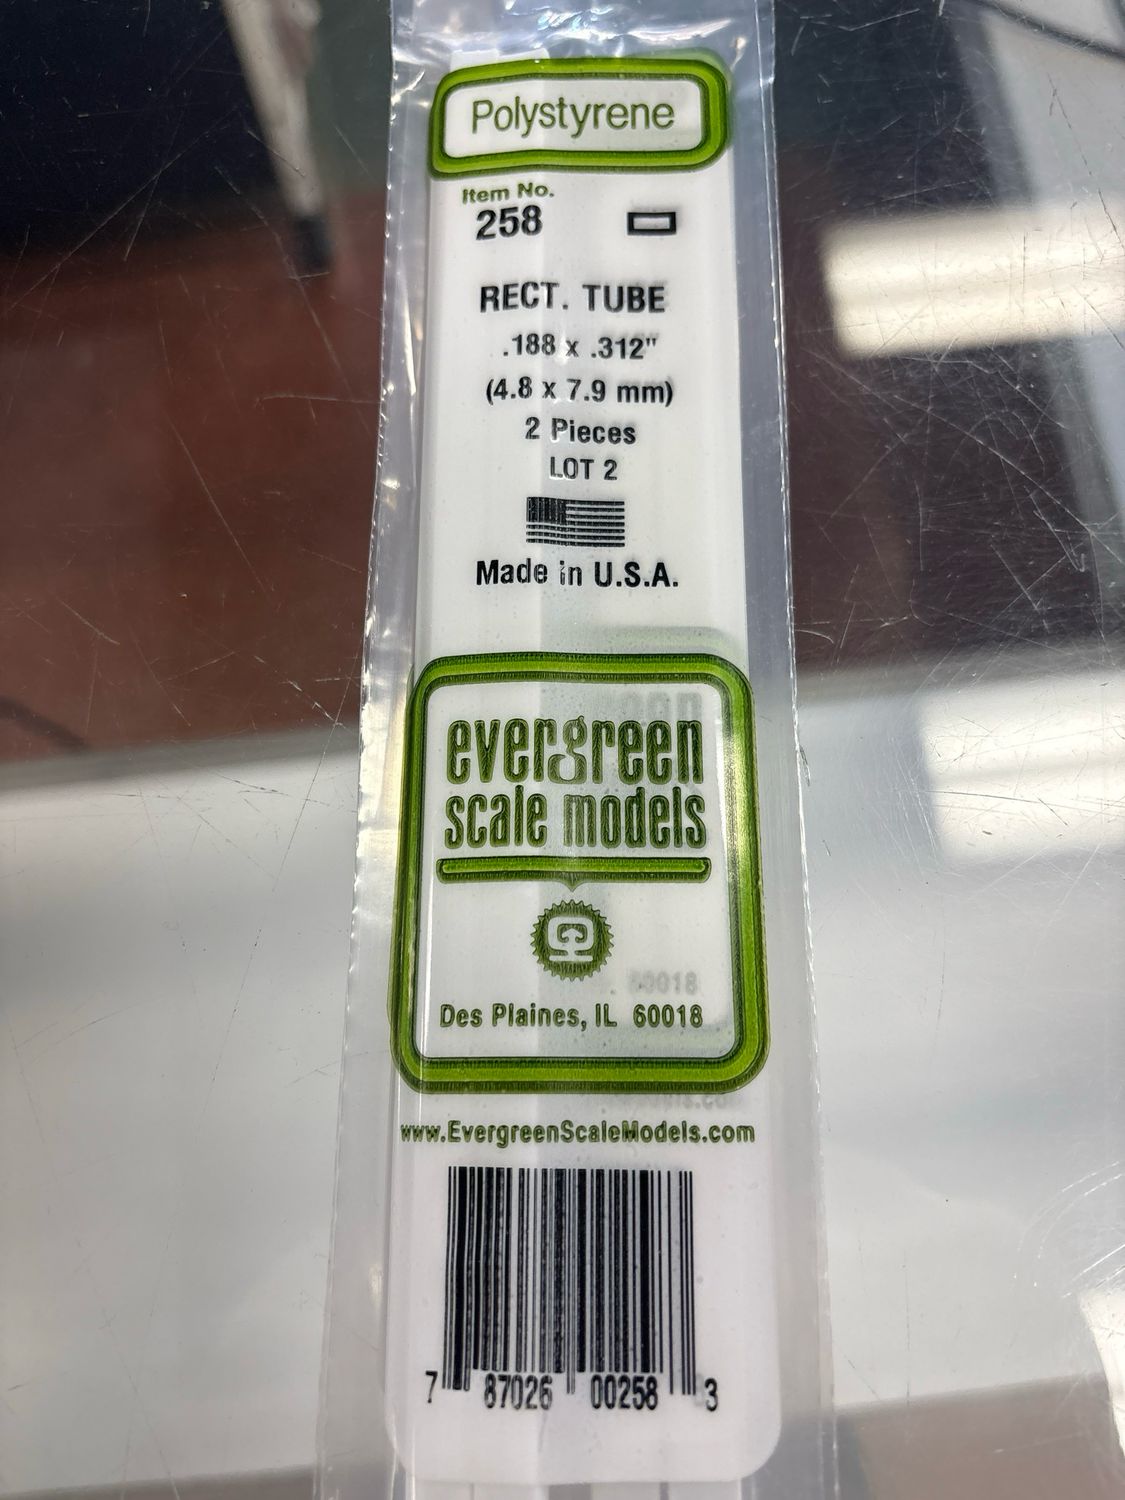 Polystyrene
Item No.
258
RECT. TUBE
.188 x .312"
(4.8 x 7.9 mm)
2 Pieces
LOT 2
Made in U.S.A.
evergreen
scale models
Des Plaines, IL 60018
www.EvergreenScaleModels.com
7 87026 00258 3